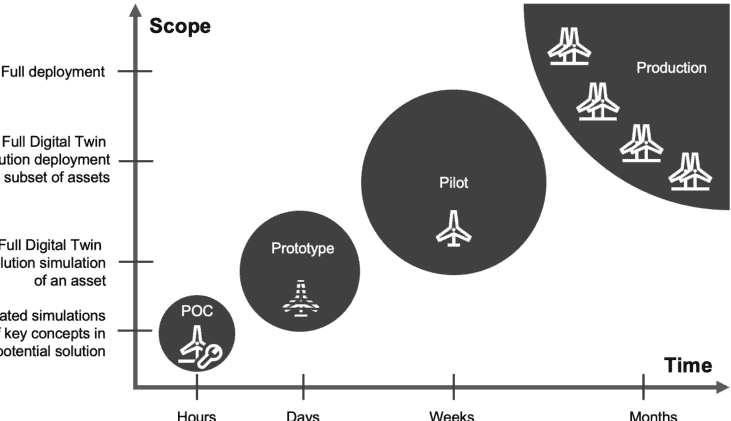 Scope
Full deployment
Production
Full Digital Twin
ution deployment
subset of assets
Pilot
Full Digital Twin
lution simulation
of an asset
Prototype
ated simulations
key concepts in
potential solution
POC
Time
Hours
Days
Weeks
Months